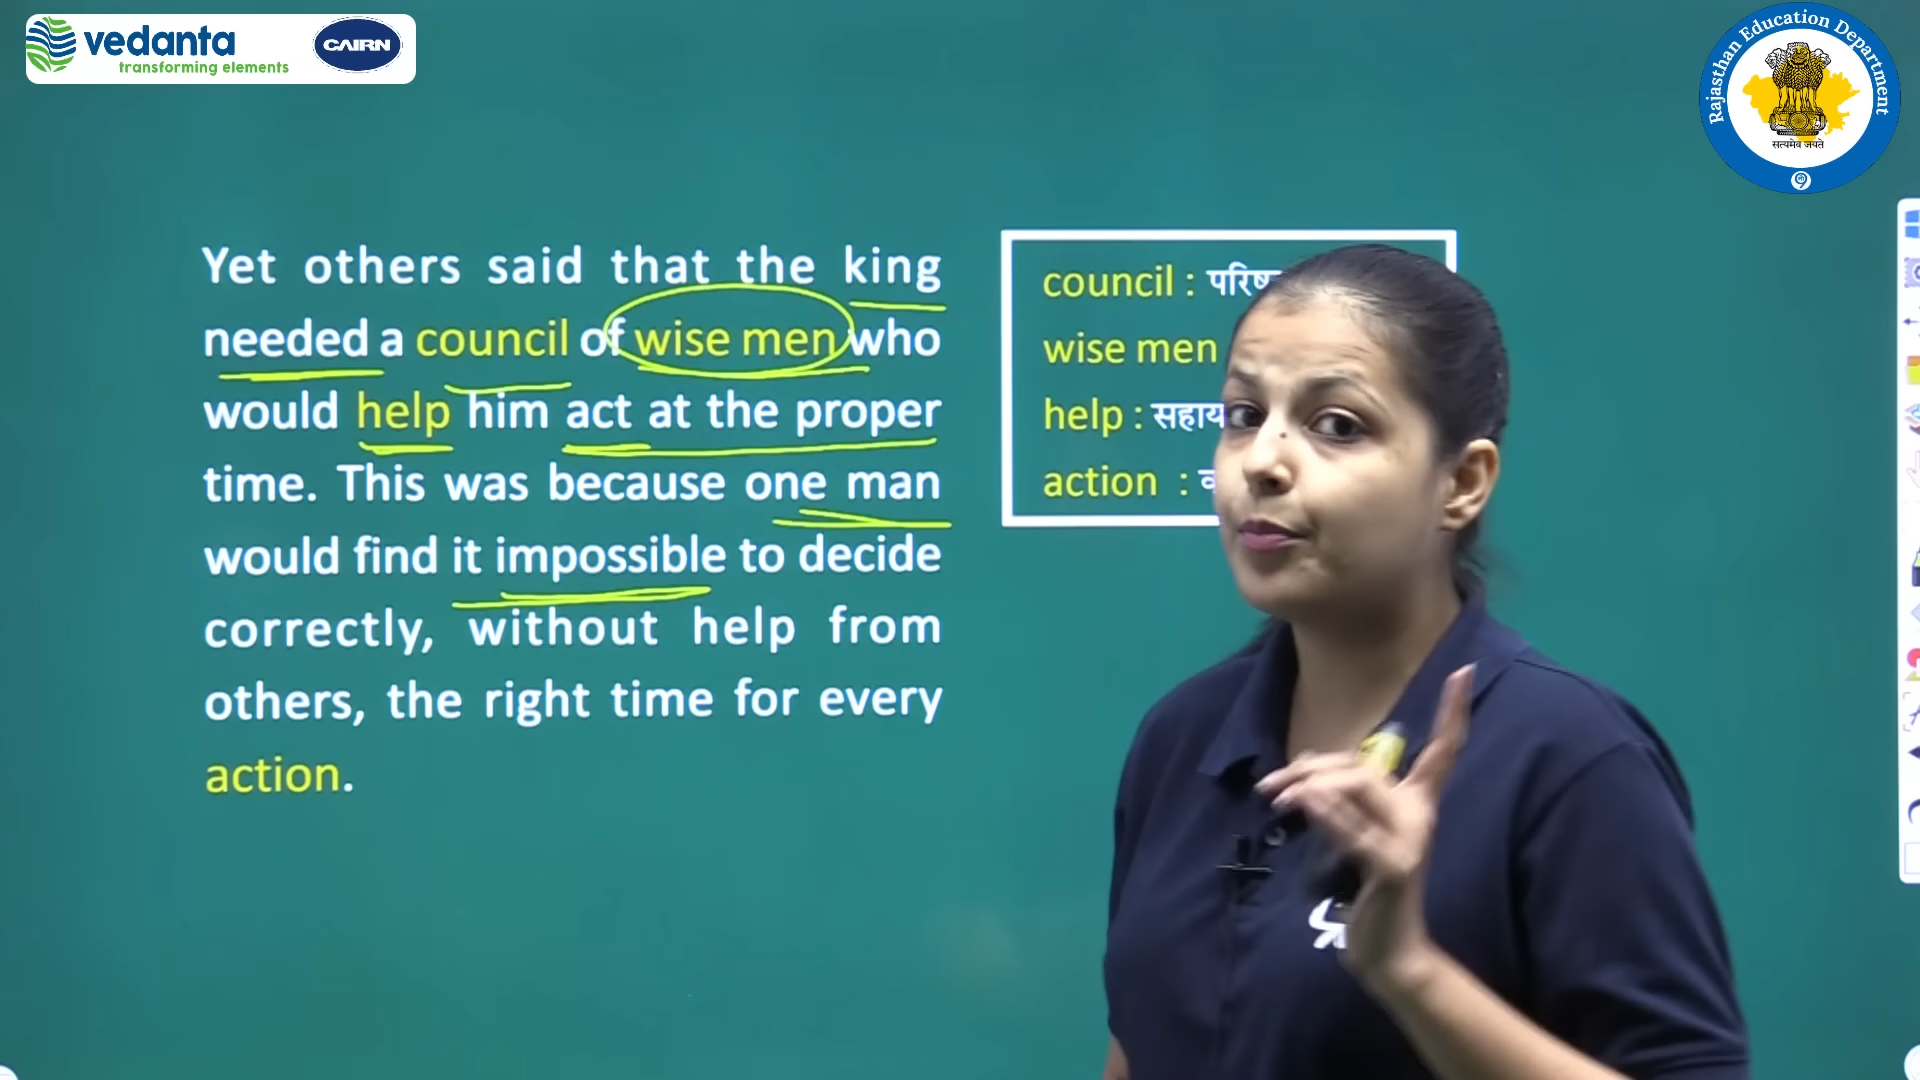 vedanta
transforming elements
CAIRN
Rajasthan Education Department
सत्यमेव जयते
Yet others said that the king
needed a council of wise men who
would help him act at the proper
time. This was because one man
would find it impossible to decide
correctly, without help from
others, the right time for every
action.
council :
wise men
help :
action :